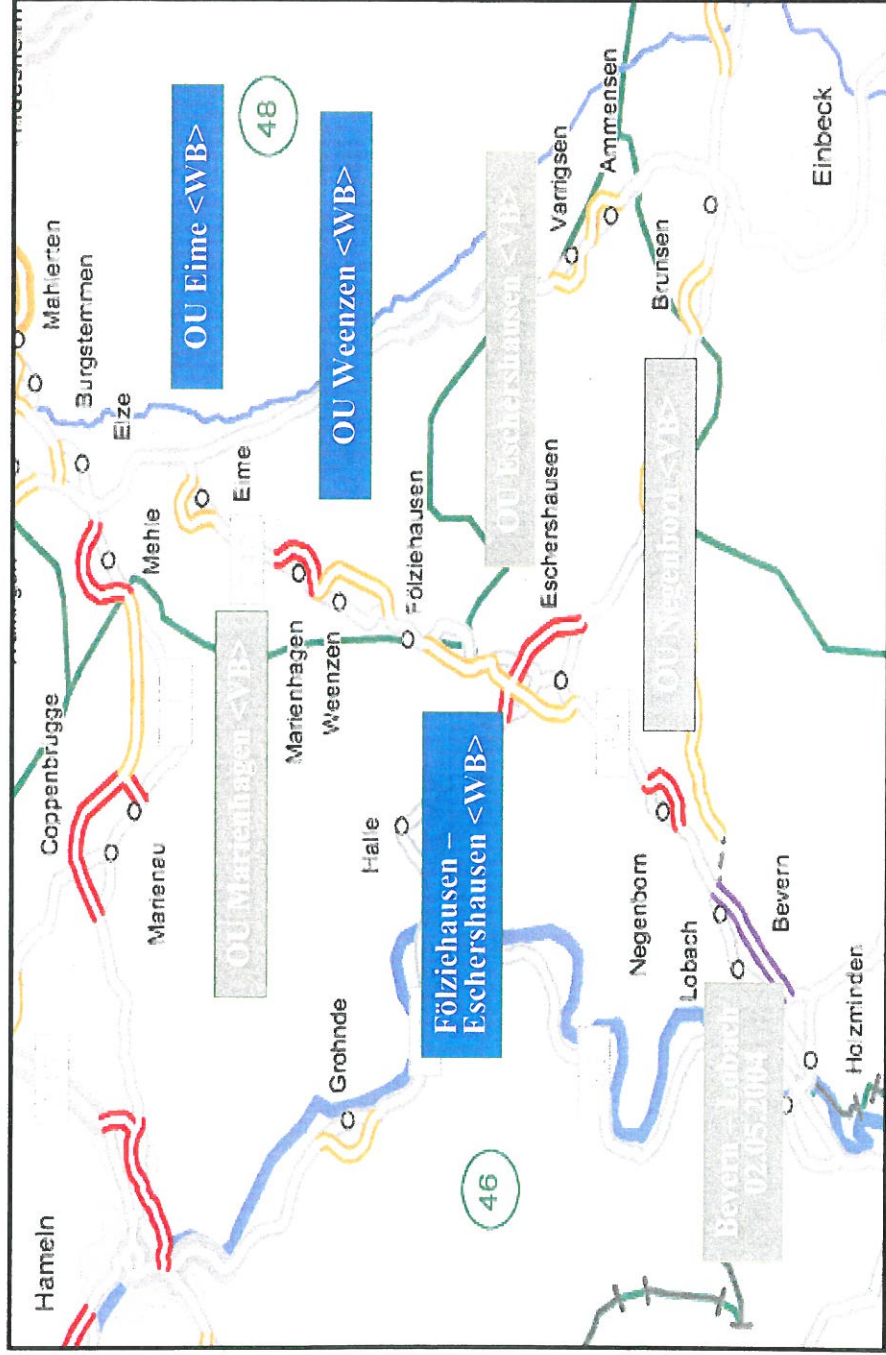 Hameln
Coppenbrugge
Marienau
Mehle
Elze
Burgstemmen
Mahlerten
OU Eime <WB>
48
Eime
OU Marienhagen <VB>
OU Weenzen <WB>
Marienhagen
Weenzen
Grohnde
Halle
Fölziehausen
Fölziehausen –
Eschershausen <WB>
OU Eschershausen <VB>
Eschershausen
Varrigsen
Ammensen
46
Negenborn
OU Negenborn <VB>
Brunsen
Lobach
Bevern
Bevern – Lobach
02.05.2004
Holzminden
Einbeck